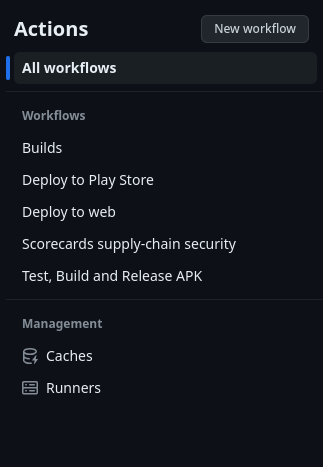 Actions
New workflow
All workflows
Workflows
Builds
Deploy to Play Store
Deploy to web
Scorecards supply-chain security
Test, Build and Release APK
Management
Caches
Runners